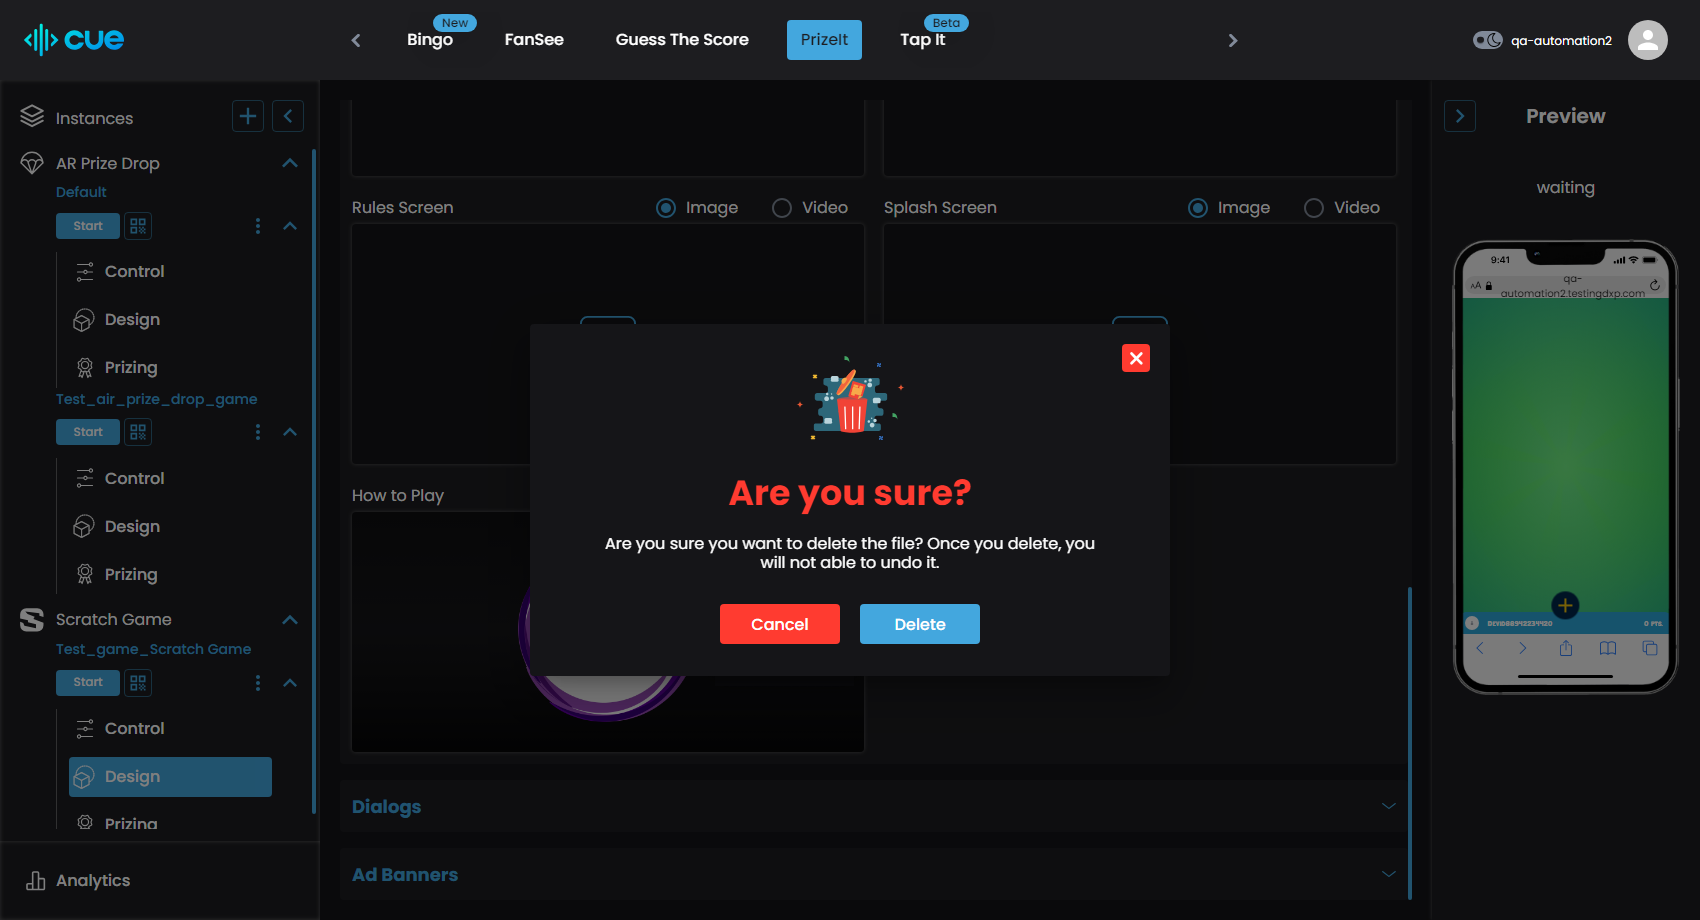 cue
New
Bingo
FanSee
Guess The Score
PrizeIt
Beta
Tap It
qa-automation2
Instances
AR Prize Drop
Default
Start
Control
Design
Prizing
Test_air_prize_drop_game
Start
Control
Design
Prizing
Scratch Game
Test_game_Scratch Game
Start
Control
Design
Prizing
Analytics
Rules Screen
Image
Video
Splash Screen
Image
Video
How to Play
Are you sure?
Are you sure you want to delete the file? Once you delete, you
will not able to undo it.
Cancel
Delete
Dialogs
Ad Banners
Preview
waiting
9:41
AA
qa-
automation2.testingdxp.com
0 PTS.